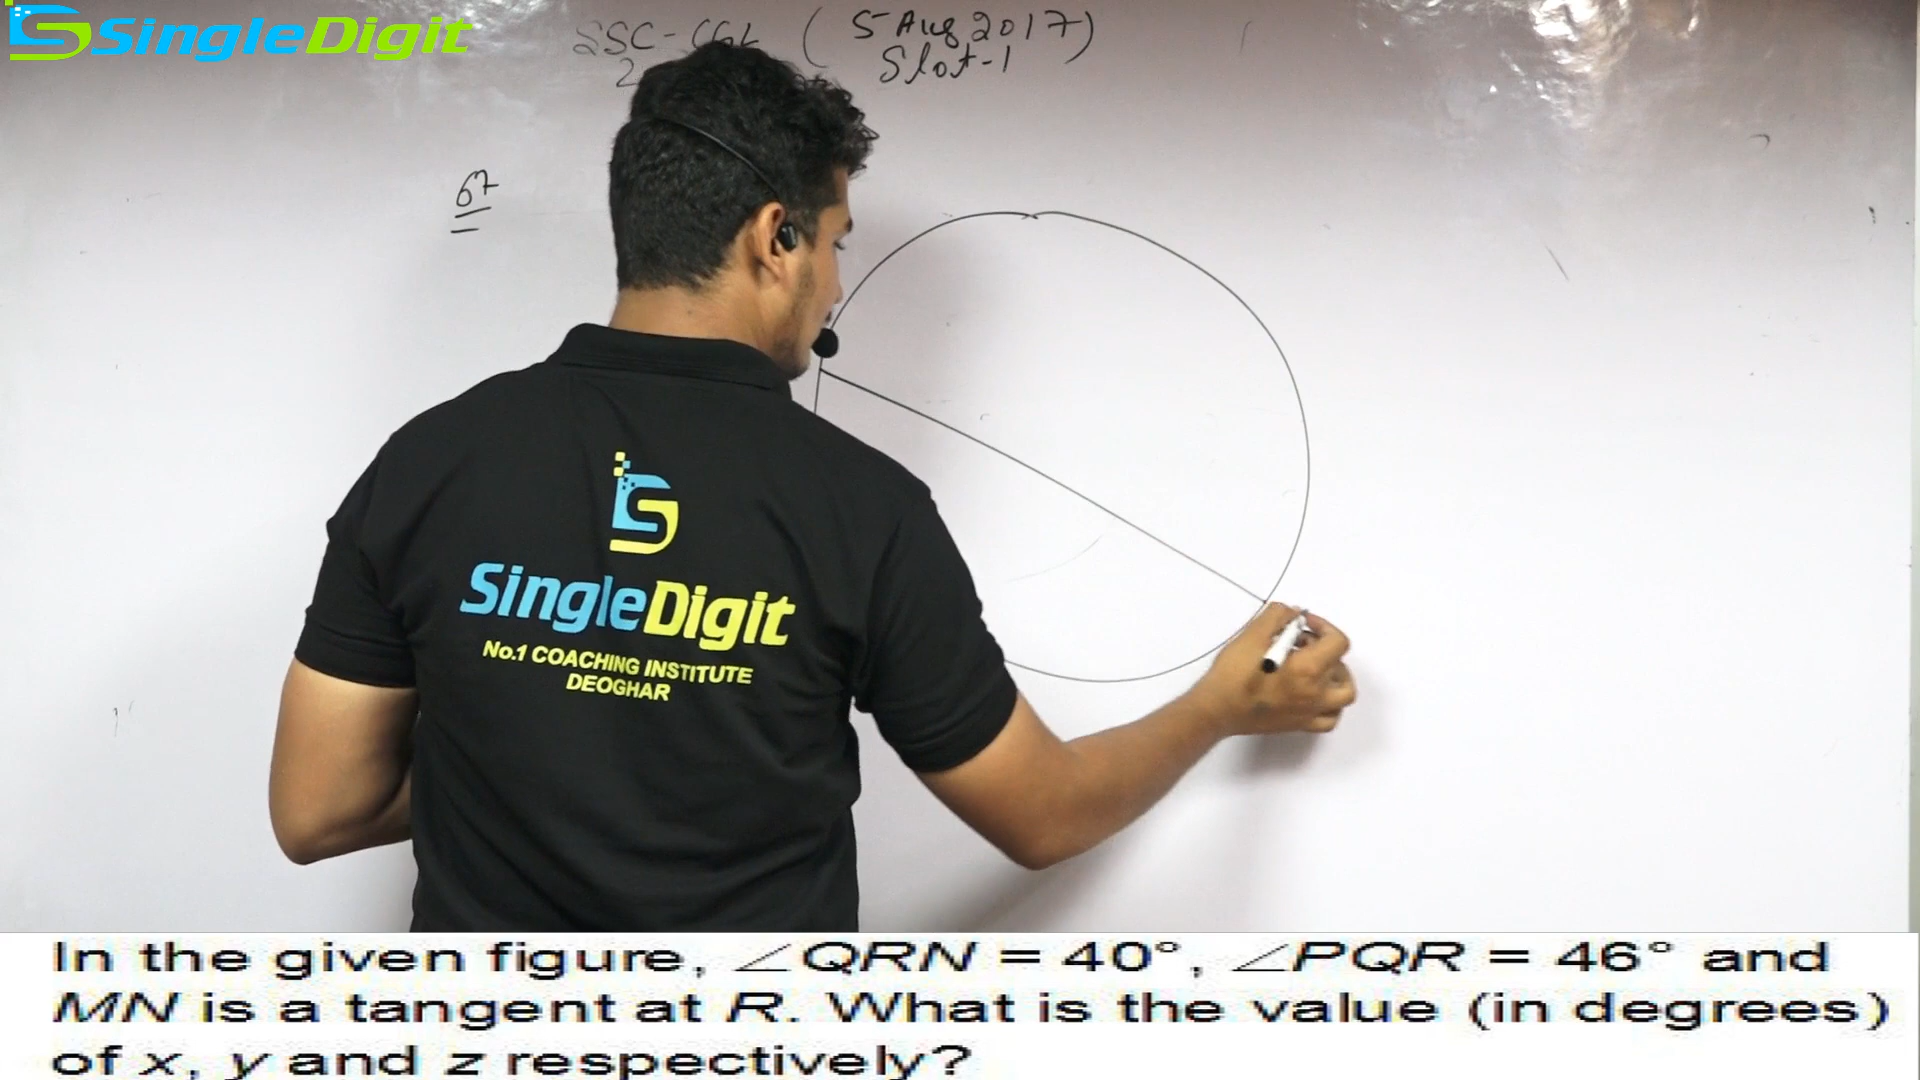 SingleDigit
SSC-CGL ( 5 Aug 2017 )
2 Slot-1
67
SingleDigit
No.1 COACHING INSTITUTE
DEOGHAR
In the given figure, ∠QRN = 40°, ∠PQR = 46° and
MN is a tangent at R. What is the value (in degrees)
of x, y and z respectively?